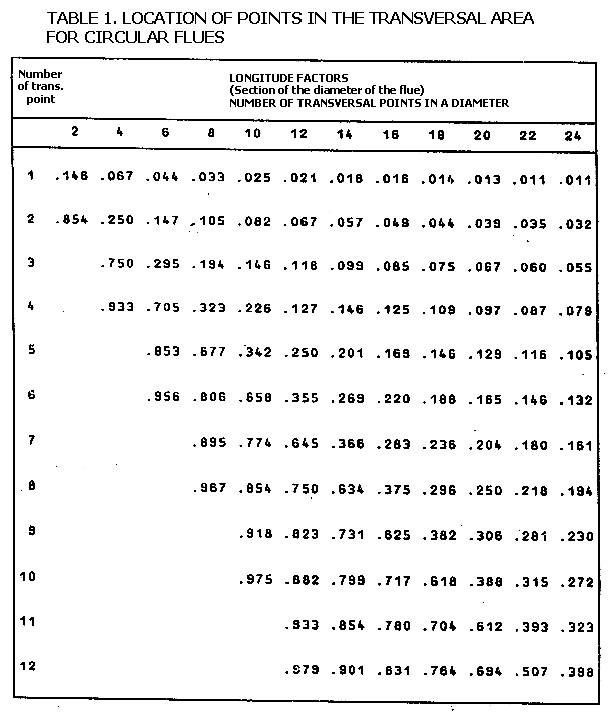 TABLE 1. LOCATION OF POINTS IN THE TRANSVERSAL AREA
FOR CIRCULAR FLUES
Number
of trans.
point
LONGITUDE FACTORS
(Section of the diameter of the flue)
NUMBER OF TRANSVERSAL POINTS IN A DIAMETER
2 4 6 8 10 12 14 16 18 20 22 24
1 .146 .067 .044 .033 .025 .021 .018 .016 .014 .013 .011 .011
2 .854 .250 .147 .105 .082 .067 .057 .049 .044 .039 .035 .032
3 .750 .295 .194 .146 .118 .099 .085 .075 .067 .060 .055
4 .933 .705 .323 .226 .127 .146 .125 .109 .097 .087 .079
5 .853 .677 .342 .250 .201 .169 .146 .129 .116 .105
6 .956 .806 .658 .355 .269 .220 .188 .165 .146 .132
7 .895 .774 .645 .366 .283 .236 .204 .180 .161
8 .967 .854 .750 .634 .375 .296 .250 .218 .194
9 .918 .823 .731 .625 .382 .306 .281 .230
10 .975 .882 .799 .717 .618 .388 .315 .272
11 .933 .854 .780 .704 .612 .393 .323
12 .979 .901 .831 .764 .694 .507 .398